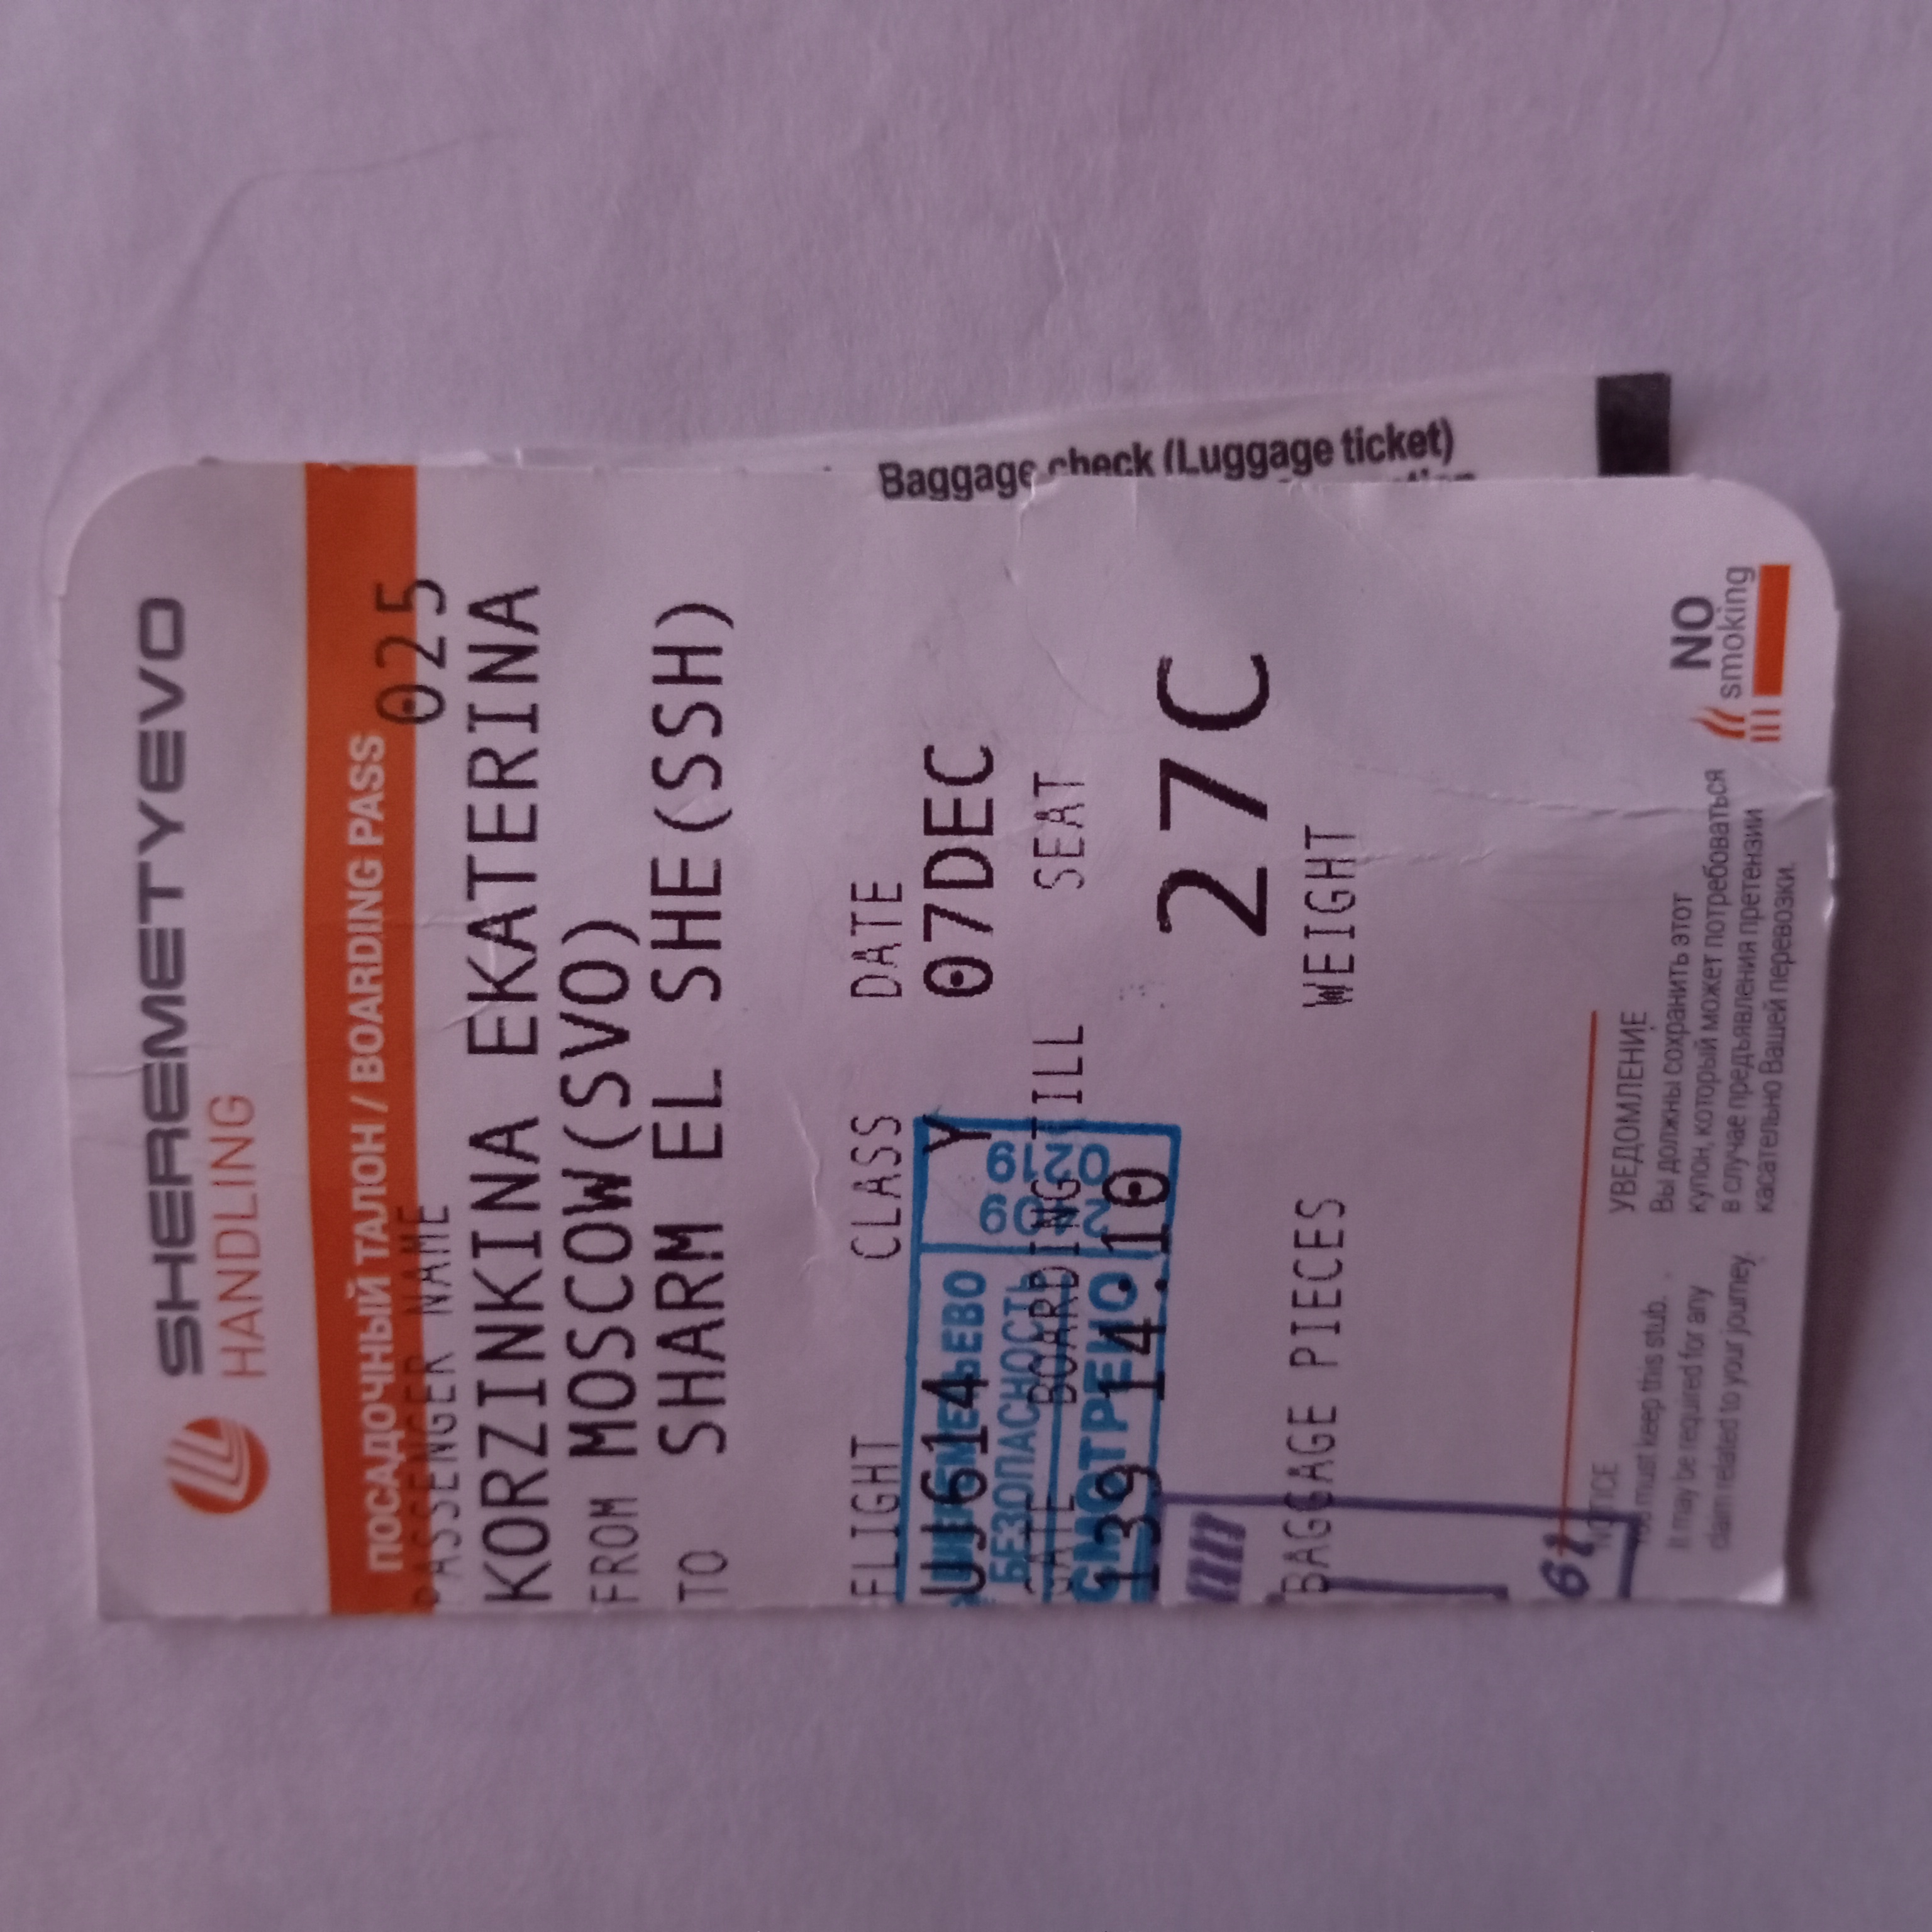 SHEREMETYEVO
HANDLING
ПОСАДОЧНЫЙ ТАЛОН / BOARDING PASS
PASSENGER NAME 025
KORZINKINA EKATERINA
FROM MOSCOW(SVO)
TO SHARM EL SHE(SSH)
FLIGHT CLASS DATE
UJ614 Y 07DEC
GATE BOARDING TILL SEAT
139 14.10 27C
БЕЗОПАСНОСТЬ
0219
BAGGAGE PIECES WEIGHT
NOTICE
You must keep this stub.
It may be required for any
claim related to your journey
УВЕДОМЛЕНИЕ
Вы должны сохранить этот
купон, который может потребоваться
в случае предъявления претензии
касательно Вашей перевозки.
NO
smoking
Baggage check (Luggage ticket)